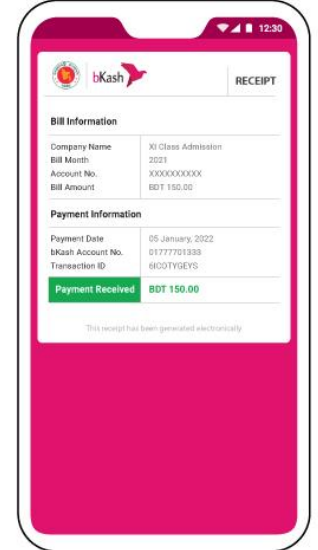 12:30
bKash
RECEIPT
Bill Information
Company Name XI Class Admission
Bill Month 2021
Account No. XXXXXXXXXX
Bill Amount BDT 150.00
Payment Information
Payment Date 05 January, 2022
bKash Account No. 01777701333
Transaction ID 6ICOTYGEYS
Payment Received BDT 150.00
This receipt has been generated electronically